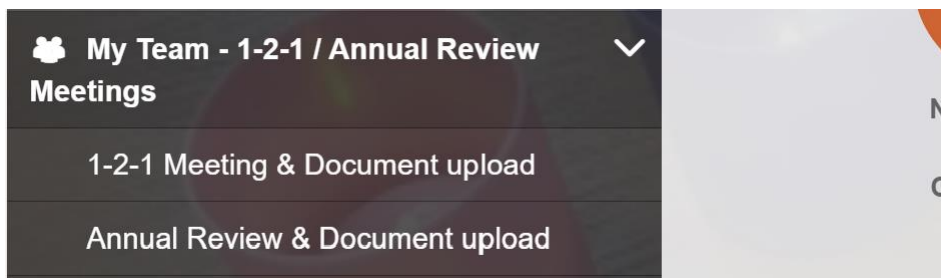 My Team - 1-2-1 / Annual Review
Meetings
1-2-1 Meeting & Document upload
Annual Review & Document upload